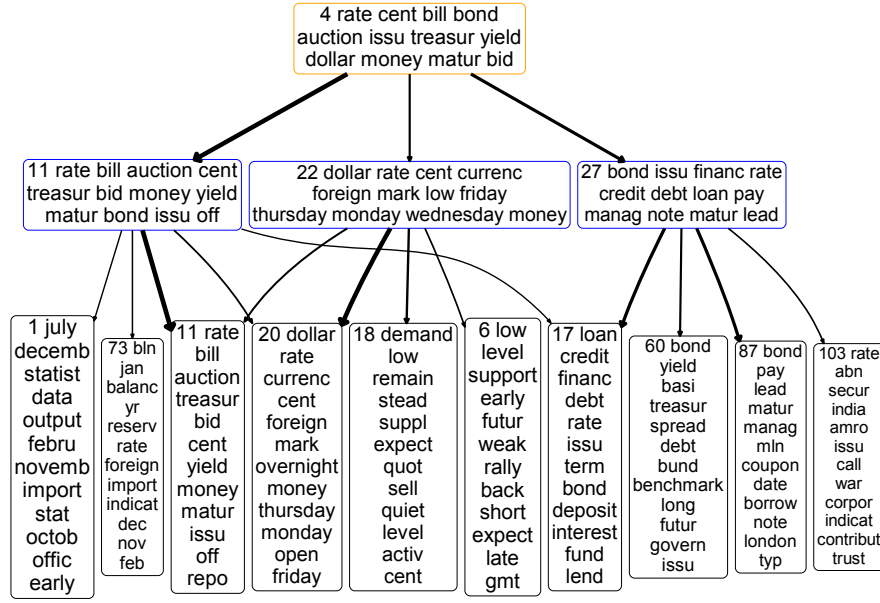 4 rate cent bill bond
auction issu treasur yield
dollar money matur bid
11 rate bill auction cent
treasur bid money yield
matur bond issu off
22 dollar rate cent currenc
foreign mark low friday
thursday monday wednesday money
27 bond issu financ rate
credit debt loan pay
manag note matur lead
1 july
decemb
statist
data
output
febru
novemb
import
stat
octob
offic
early
73 bln
jan
balanc
yr
reserv
rate
foreign
import
indicat
dec
nov
feb
11 rate
bill
auction
treasur
bid
cent
yield
money
matur
issu
off
repo
20 dollar
rate
currenc
cent
foreign
mark
overnight
money
thursday
monday
open
friday
18 demand
low
remain
stead
suppl
expect
quot
sell
quiet
level
activ
cent
6 low
level
support
early
futur
weak
rally
back
short
expect
late
gmt
17 loan
credit
financ
debt
rate
issu
term
bond
deposit
interest
fund
lend
60 bond
yield
basi
treasur
spread
debt
bund
benchmark
long
futur
govern
issu
87 bond
pay
lead
matur
manag
mln
coupon
date
borrow
note
london
typ
103 rate
abn
secur
india
amro
issu
call
war
corpor
indicat
contribut
trust